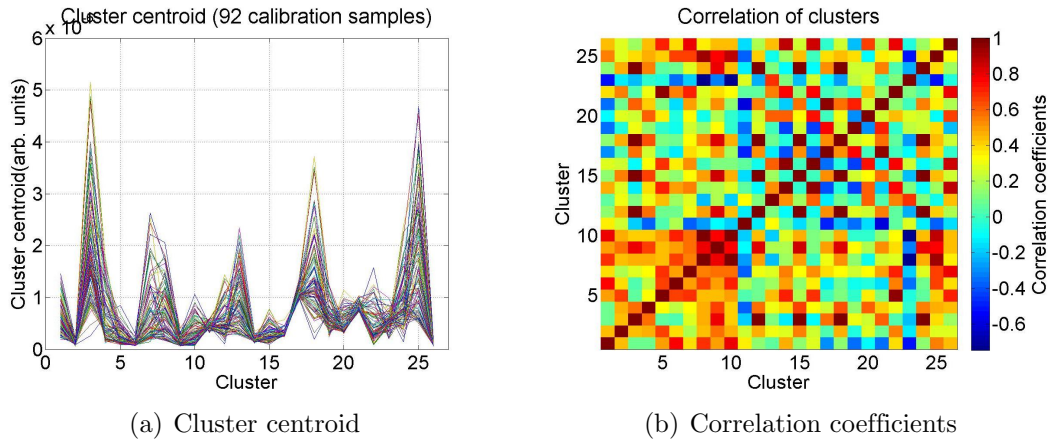 Cluster centroid (92 calibration samples)
Cluster centroid(arb. units)
6
5
4
3
2
1
0
0 5 10 15 20 25
Cluster
(a) Cluster centroid
Correlation of clusters
Cluster
25
20
15
10
5
5 10 15 20 25
Cluster
1
0.8
0.6
0.4
0.2
0
-0.2
-0.4
-0.6
Correlation coefficients
(b) Correlation coefficients